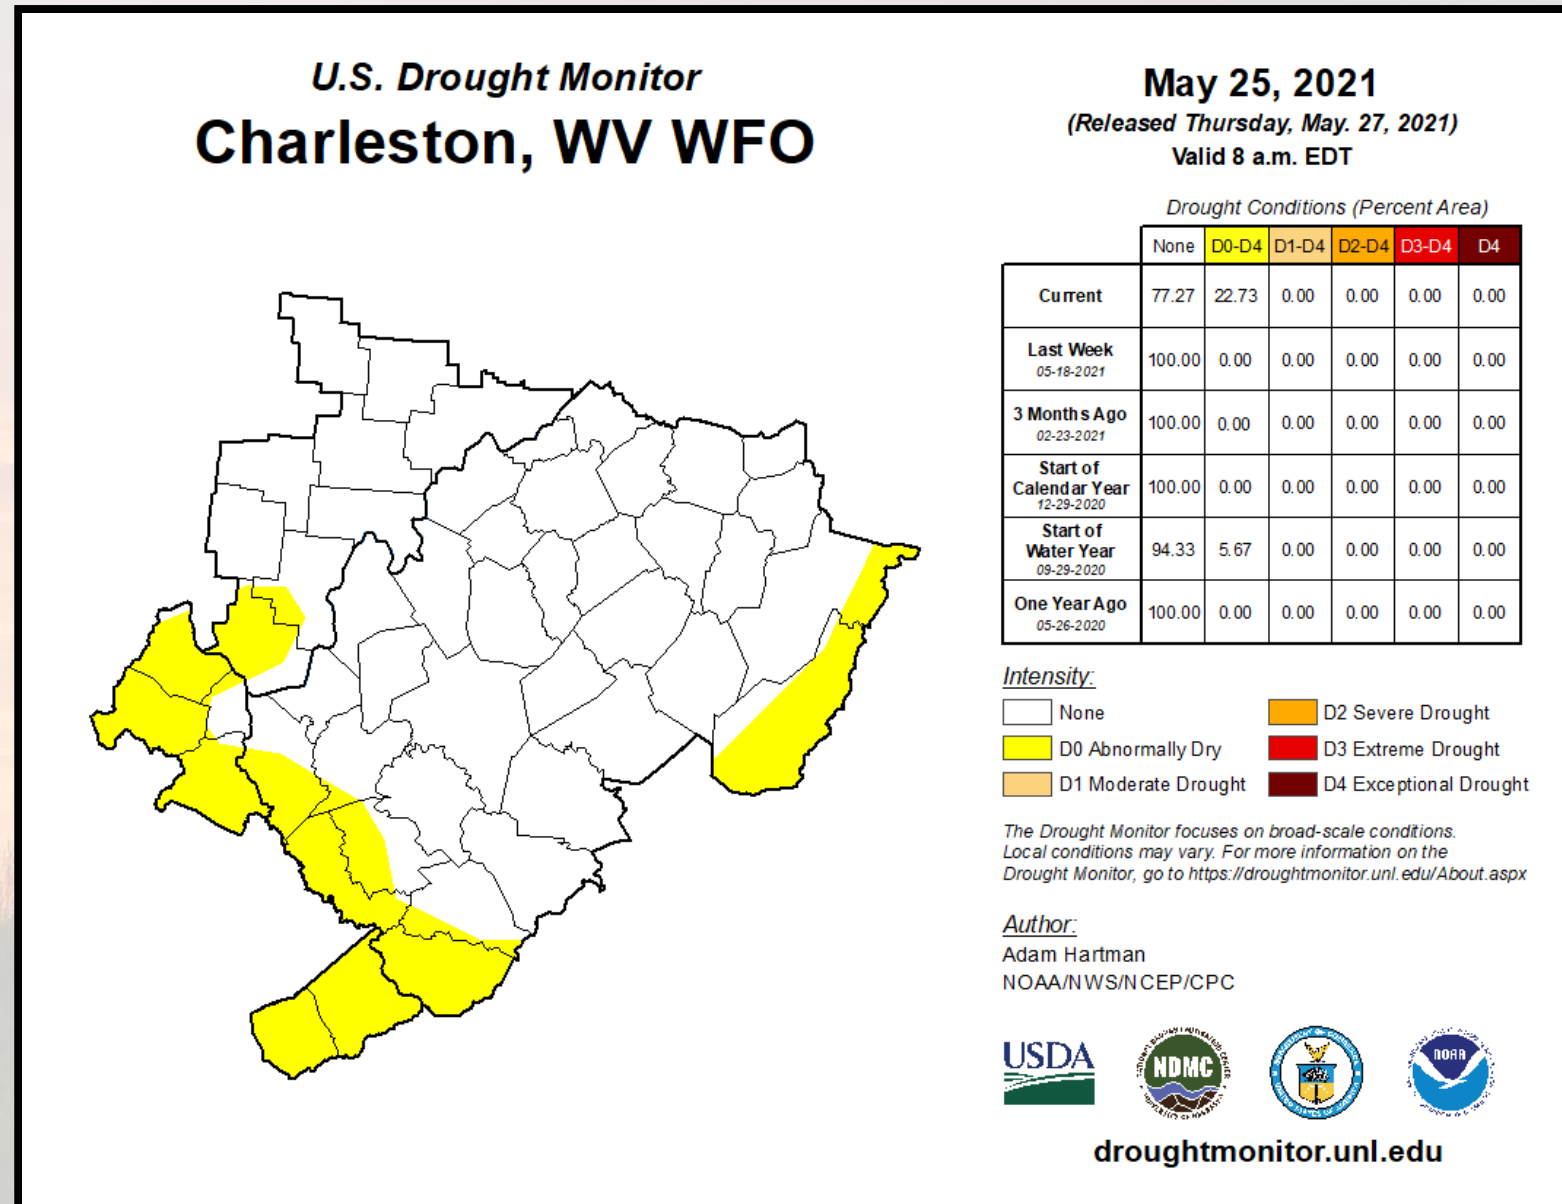 U.S. Drought Monitor
Charleston, WV WFO
May 25, 2021
(Released Thursday, May. 27, 2021)
Valid 8 a.m. EDT
Drought Conditions (Percent Area)
None D0-D4 D1-D4 D2-D4 D3-D4 D4
Current 77.27 22.73 0.00 0.00 0.00 0.00
Last Week
05-18-2021 100.00 0.00 0.00 0.00 0.00 0.00
3 Months Ago
02-23-2021 100.00 0.00 0.00 0.00 0.00 0.00
Start of
Calendar Year
12-29-2020 100.00 0.00 0.00 0.00 0.00 0.00
Start of
Water Year
09-29-2020 94.33 5.67 0.00 0.00 0.00 0.00
One Year Ago
05-26-2020 100.00 0.00 0.00 0.00 0.00 0.00
Intensity:
None
D0 Abnormally Dry
D1 Moderate Drought
D2 Severe Drought
D3 Extreme Drought
D4 Exceptional Drought
The Drought Monitor focuses on broad-scale conditions.
Local conditions may vary. For more information on the
Drought Monitor, go to https://droughtmonitor.unl.edu/About.aspx
Author:
Adam Hartman
NOAA/NWS/NCEP/CPC
USDA
NDMC
NOAA
droughtmonitor.unl.edu